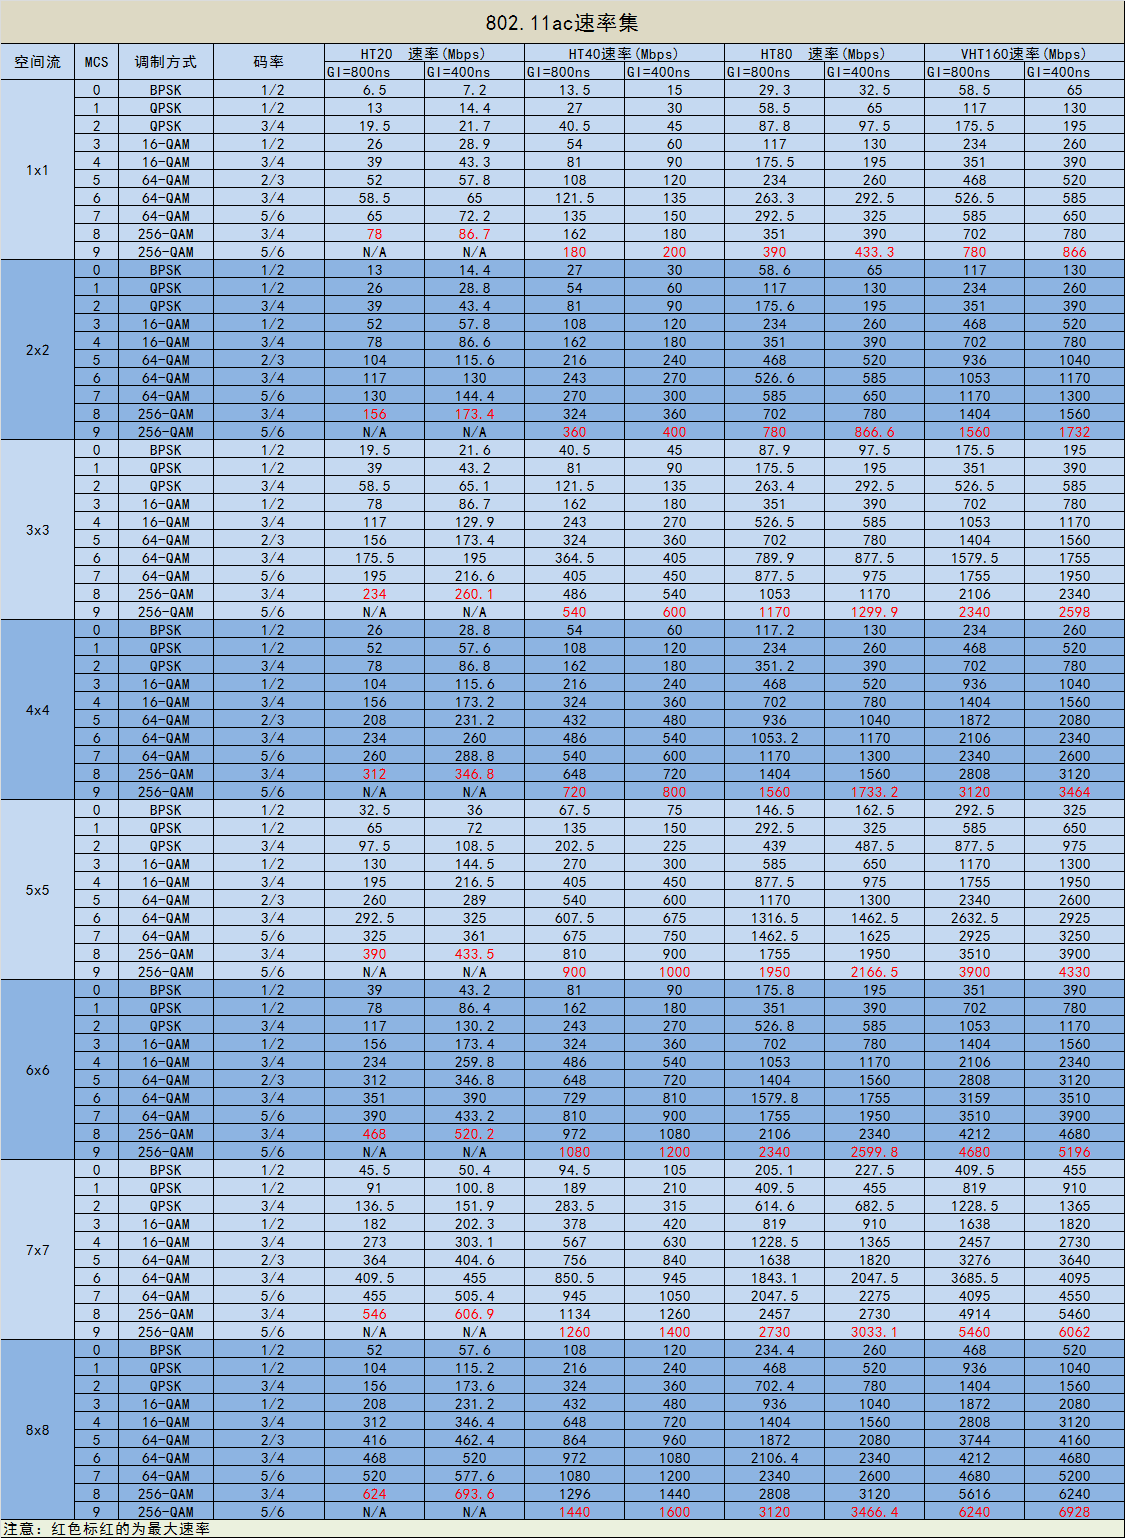 802.11ac速率集
空间流 MCS 调制方式 码率 HT20 速率(Mbps) HT40速率(Mbps) HT80 速率(Mbps) VHT160速率(Mbps)
GI=800ns GI=400ns GI=800ns GI=400ns GI=800ns GI=400ns GI=800ns GI=400ns
1x1
0 BPSK 1/2 6.5 7.2 13.5 15 29.3 32.5 58.5 65
1 QPSK 1/2 13 14.4 27 30 58.5 65 117 130
2 QPSK 3/4 19.5 21.7 40.5 45 87.8 97.5 175.5 195
3 16-QAM 1/2 26 28.9 54 60 117 130 234 260
4 16-QAM 3/4 39 43.3 81 90 175.5 195 351 390
5 64-QAM 2/3 52 57.8 108 120 234 260 468 520
6 64-QAM 3/4 58.5 65 121.5 135 263.3 292.5 526.5 585
7 64-QAM 5/6 65 72.2 135 150 292.5 325 585 650
8 256-QAM 3/4 78 86.7 162 180 351 390 702 780
9 256-QAM 5/6 N/A N/A 180 200 390 433.3 780 866
2x2
0 BPSK 1/2 13 14.4 27 30 58.6 65 117 130
1 QPSK 1/2 26 28.8 54 60 117 130 234 260
2 QPSK 3/4 39 43.4 81 90 175.6 195 351 390
3 16-QAM 1/2 52 57.8 108 120 234 260 468 520
4 16-QAM 3/4 78 86.6 162 180 351 390 702 780
5 64-QAM 2/3 104 115.6 216 240 468 520 936 1040
6 64-QAM 3/4 117 130 243 270 526.6 585 1053 1170
7 64-QAM 5/6 130 144.4 270 300 585 650 1170 1300
8 256-QAM 3/4 156 173.4 324 360 702 780 1404 1560
9 256-QAM 5/6 N/A N/A 360 400 780 866.6 1560 1732
3x3
0 BPSK 1/2 19.5 21.6 40.5 45 87.9 97.5 175.5 195
1 QPSK 1/2 39 43.2 81 90 175.5 195 351 390
2 QPSK 3/4 58.5 65.1 121.5 135 263.4 292.5 526.5 585
3 16-QAM 1/2 78 86.7 162 180 351 390 702 780
4 16-QAM 3/4 117 129.9 243 270 526.5 585 1053 1170
5 64-QAM 2/3 156 173.4 324 360 702 780 1404 1560
6 64-QAM 3/4 175.5 195 364.5 405 789.9 877.5 1579.5 1755
7 64-QAM 5/6 195 216.6 405 450 877.5 975 1755 1950
8 256-QAM 3/4 234 260.1 486 540 1053 1170 2106 2340
9 256-QAM 5/6 N/A N/A 540 600 1170 1299.9 2340 2598
4x4
0 BPSK 1/2 26 28.8 54 60 117.2 130 234 260
1 QPSK 1/2 52 57.6 108 120 234 260 468 520
2 QPSK 3/4 78 86.8 162 180 351.2 390 702 780
3 16-QAM 1/2 104 115.6 216 240 468 520 936 1040
4 16-QAM 3/4 156 173.2 324 360 702 780 1404 1560
5 64-QAM 2/3 208 231.2 432 480 936 1040 1872 2080
6 64-QAM 3/4 234 260 486 540 1053.2 1170 2106 2340
7 64-QAM 5/6 260 288.8 540 600 1170 1300 2340 2600
8 256-QAM 3/4 312 346.8 648 720 1404 1560 2808 3120
9 256-QAM 5/6 N/A N/A 720 800 1560 1733.2 3120 3464
5x5
0 BPSK 1/2 32.5 36 67.5 75 146.5 162.5 292.5 325
1 QPSK 1/2 65 72 135 150 292.5 325 585 650
2 QPSK 3/4 97.5 108.5 202.5 225 439 487.5 877.5 975
3 16-QAM 1/2 130 144.5 270 300 585 650 1170 1300
4 16-QAM 3/4 195 216.5 405 450 877.5 975 1755 1950
5 64-QAM 2/3 260 289 540 600 1170 1300 2340 2600
6 64-QAM 3/4 292.5 325 607.5 675 1316.5 1462.5 2632.5 2925
7 64-QAM 5/6 325 361 675 750 1462.5 1625 2925 3250
8 256-QAM 3/4 390 433.5 810 900 1755 1950 3510 3900
9 256-QAM 5/6 N/A N/A 900 1000 1950 2166.5 3900 4330
6x6
0 BPSK 1/2 39 43.2 81 90 175.8 195 351 390
1 QPSK 1/2 78 86.4 162 180 351 390 702 780
2 QPSK 3/4 117 130.2 243 270 526.8 585 1053 1170
3 16-QAM 1/2 156 173.4 324 360 702 780 1404 1560
4 16-QAM 3/4 234 259.8 486 540 1053 1170 2106 2340
5 64-QAM 2/3 312 346.8 648 720 1404 1560 2808 3120
6 64-QAM 3/4 351 390 729 810 1579.8 1755 3159 3510
7 64-QAM 5/6 390 433.2 810 900 1755 1950 3510 3900
8 256-QAM 3/4 468 520.2 972 1080 2106 2340 4212 4680
9 256-QAM 5/6 N/A N/A 1080 1200 2340 2599.8 4680 5196
7x7
0 BPSK 1/2 45.5 50.4 94.5 105 205.1 227.5 409.5 455
1 QPSK 1/2 91 100.8 189 210 409.5 455 819 910
2 QPSK 3/4 136.5 151.9 283.5 315 614.6 682.5 1228.5 1365
3 16-QAM 1/2 182 202.3 378 420 819 910 1638 1820
4 16-QAM 3/4 273 303.1 567 630 1228.5 1365 2457 2730
5 64-QAM 2/3 364 404.6 756 840 1638 1820 3276 3640
6 64-QAM 3/4 409.5 455 850.5 945 1843.1 2047.5 3685.5 4095
7 64-QAM 5/6 455 505.4 945 1050 2047.5 2275 4095 4550
8 256-QAM 3/4 546 606.9 1134 1260 2457 2730 4914 5460
9 256-QAM 5/6 N/A N/A 1260 1400 2730 3033.1 5460 6062
8x8
0 BPSK 1/2 52 57.6 108 120 234.4 260 468 520
1 QPSK 1/2 104 115.2 216 240 468 520 936 1040
2 QPSK 3/4 156 173.6 324 360 702.4 780 1404 1560
3 16-QAM 1/2 208 231.2 432 480 936 1040 1872 2080
4 16-QAM 3/4 312 346.4 648 720 1404 1560 2808 3120
5 64-QAM 2/3 416 462.4 864 960 1872 2080 3744 4160
6 64-QAM 3/4 468 520 972 1080 2106.4 2340 4212 4680
7 64-QAM 5/6 520 577.6 1080 1200 2340 2600 4680 5200
8 256-QAM 3/4 624 693.6 1296 1440 2808 3120 5616 6240
9 256-QAM 5/6 N/A N/A 1440 1600 3120 3466.4 6240 6928
注意: 红色标红的为最大速率